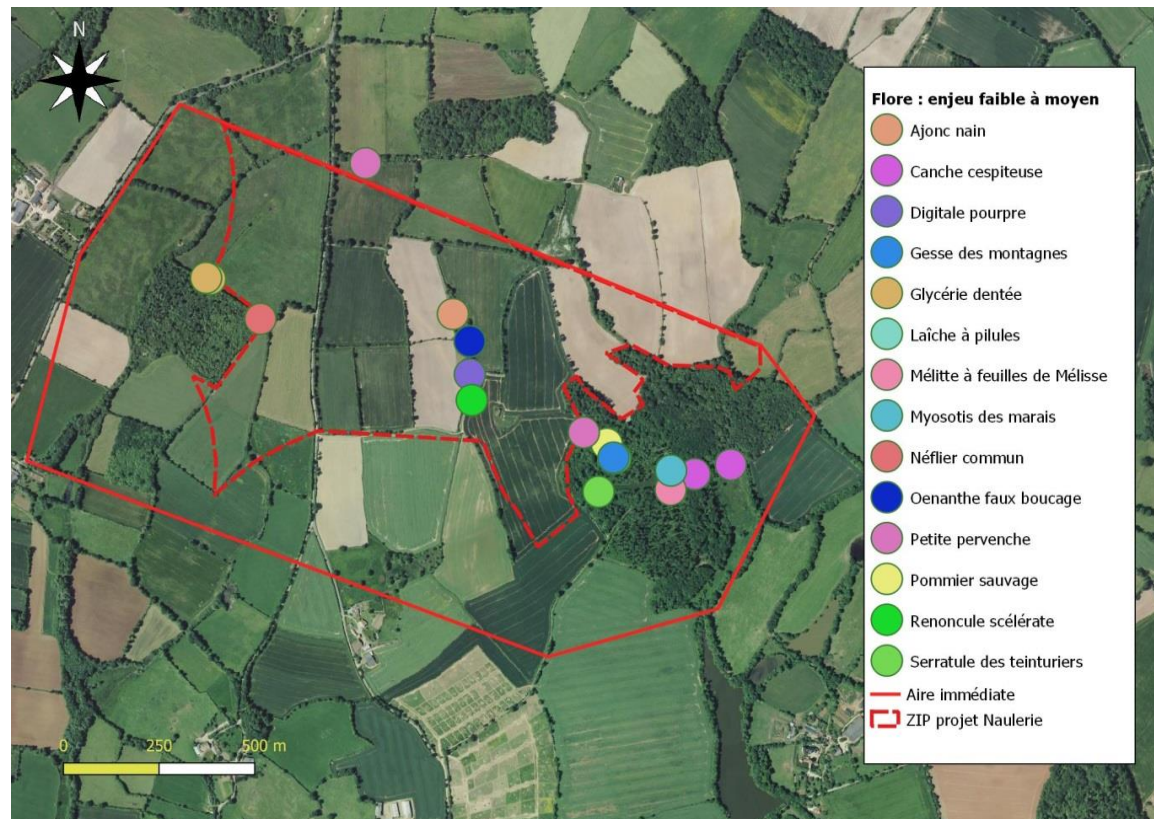 N
Flore : enjeu faible à moyen
Ajonc nain
Canche cespiteuse
Digitale pourpre
Gesse des montagnes
Glycérie dentée
Laîche à pilules
Mélitte à feuilles de Mélisse
Myosotis des marais
Néflier commun
Oenanthe faux boucage
Petite pervenche
Pommier sauvage
Renoncule scélérate
Serratule des teinturiers
Aire immédiate
ZIP projet Naulerie
0 250 500 m